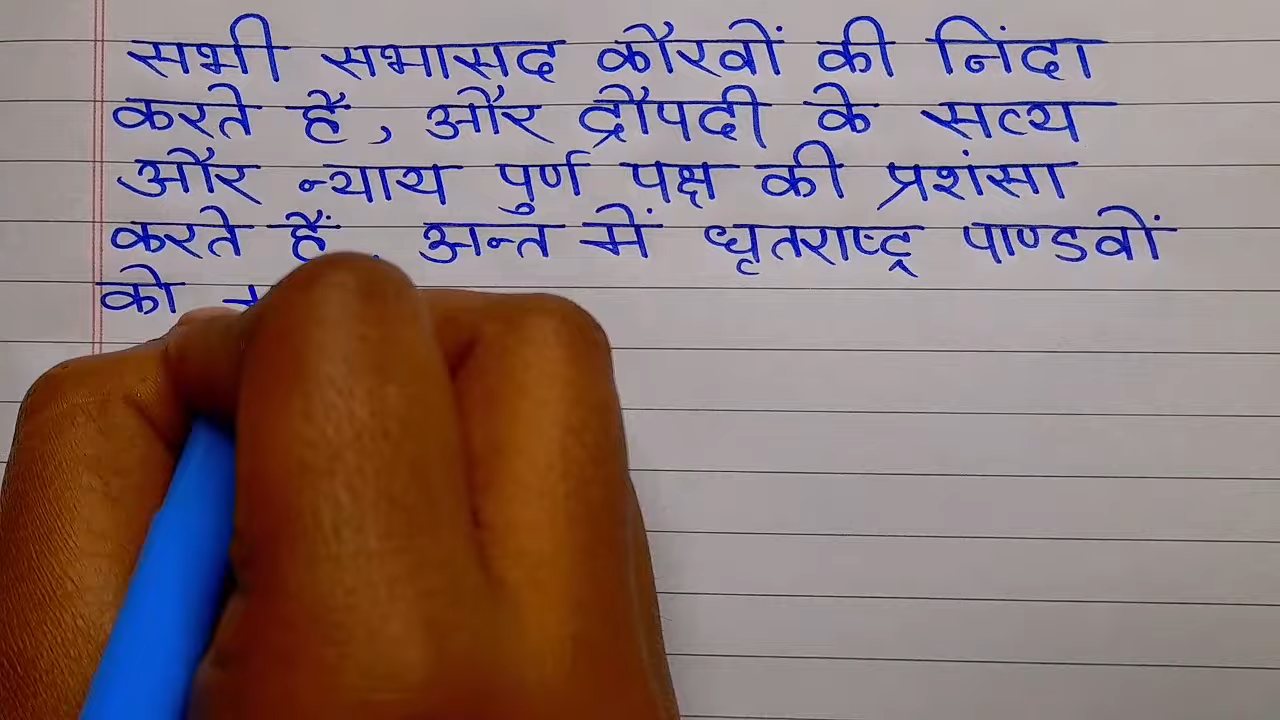 सभी सभासद कौरवों की निंदा
करते हैं, और द्रौपदी के सत्य
और न्याय पुर्ण पक्ष की प्रशंसा
करते हैं, अन्त में धृतराष्ट्र पाण्डवों
को